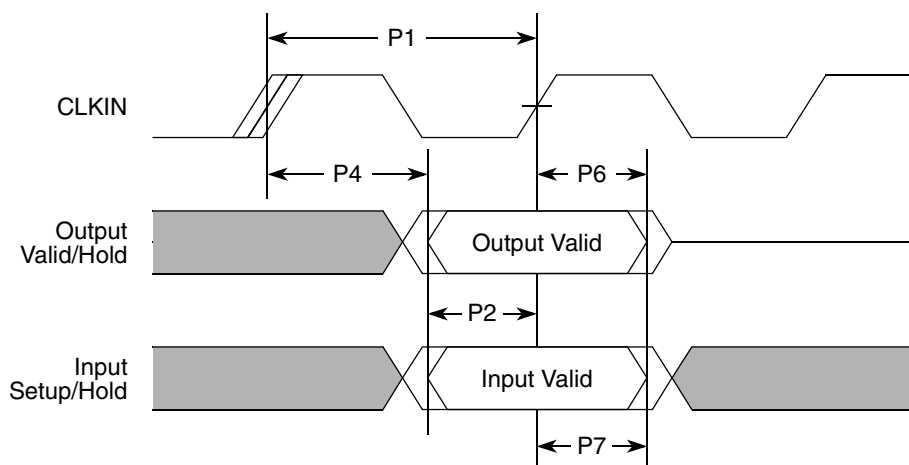 P1
CLKIN
P4
P6
Output
Valid/Hold
Output Valid
P2
Input
Setup/Hold
Input Valid
P7